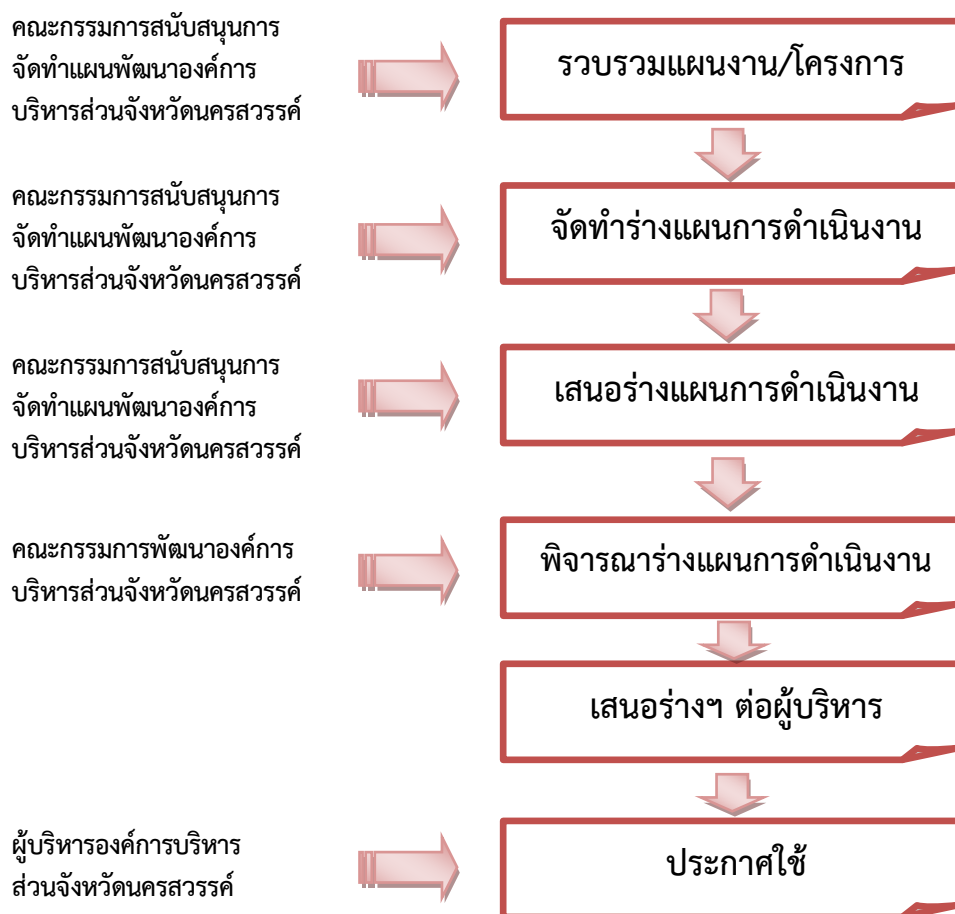 คณะกรรมการสนับสนุนการ
จัดทำแผนพัฒนาองค์การ
บริหารส่วนจังหวัดนครสวรรค์
รวบรวมแผนงาน/โครงการ
คณะกรรมการสนับสนุนการ
จัดทำแผนพัฒนาองค์การ
บริหารส่วนจังหวัดนครสวรรค์
จัดทำร่างแผนการดำเนินงาน
คณะกรรมการสนับสนุนการ
จัดทำแผนพัฒนาองค์การ
บริหารส่วนจังหวัดนครสวรรค์
เสนอร่างแผนการดำเนินงาน
คณะกรรมการพัฒนาองค์การ
บริหารส่วนจังหวัดนครสวรรค์
พิจารณาร่างแผนการดำเนินงาน
เสนอร่างฯ ต่อผู้บริหาร
ผู้บริหารองค์การบริหาร
ส่วนจังหวัดนครสวรรค์
ประกาศใช้